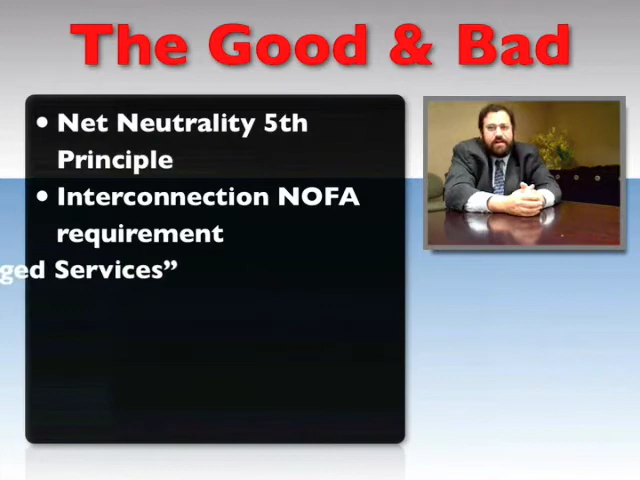 The Good & Bad
• Net Neutrality 5th
Principle
• Interconnection NOFA
requirement
ged Services”